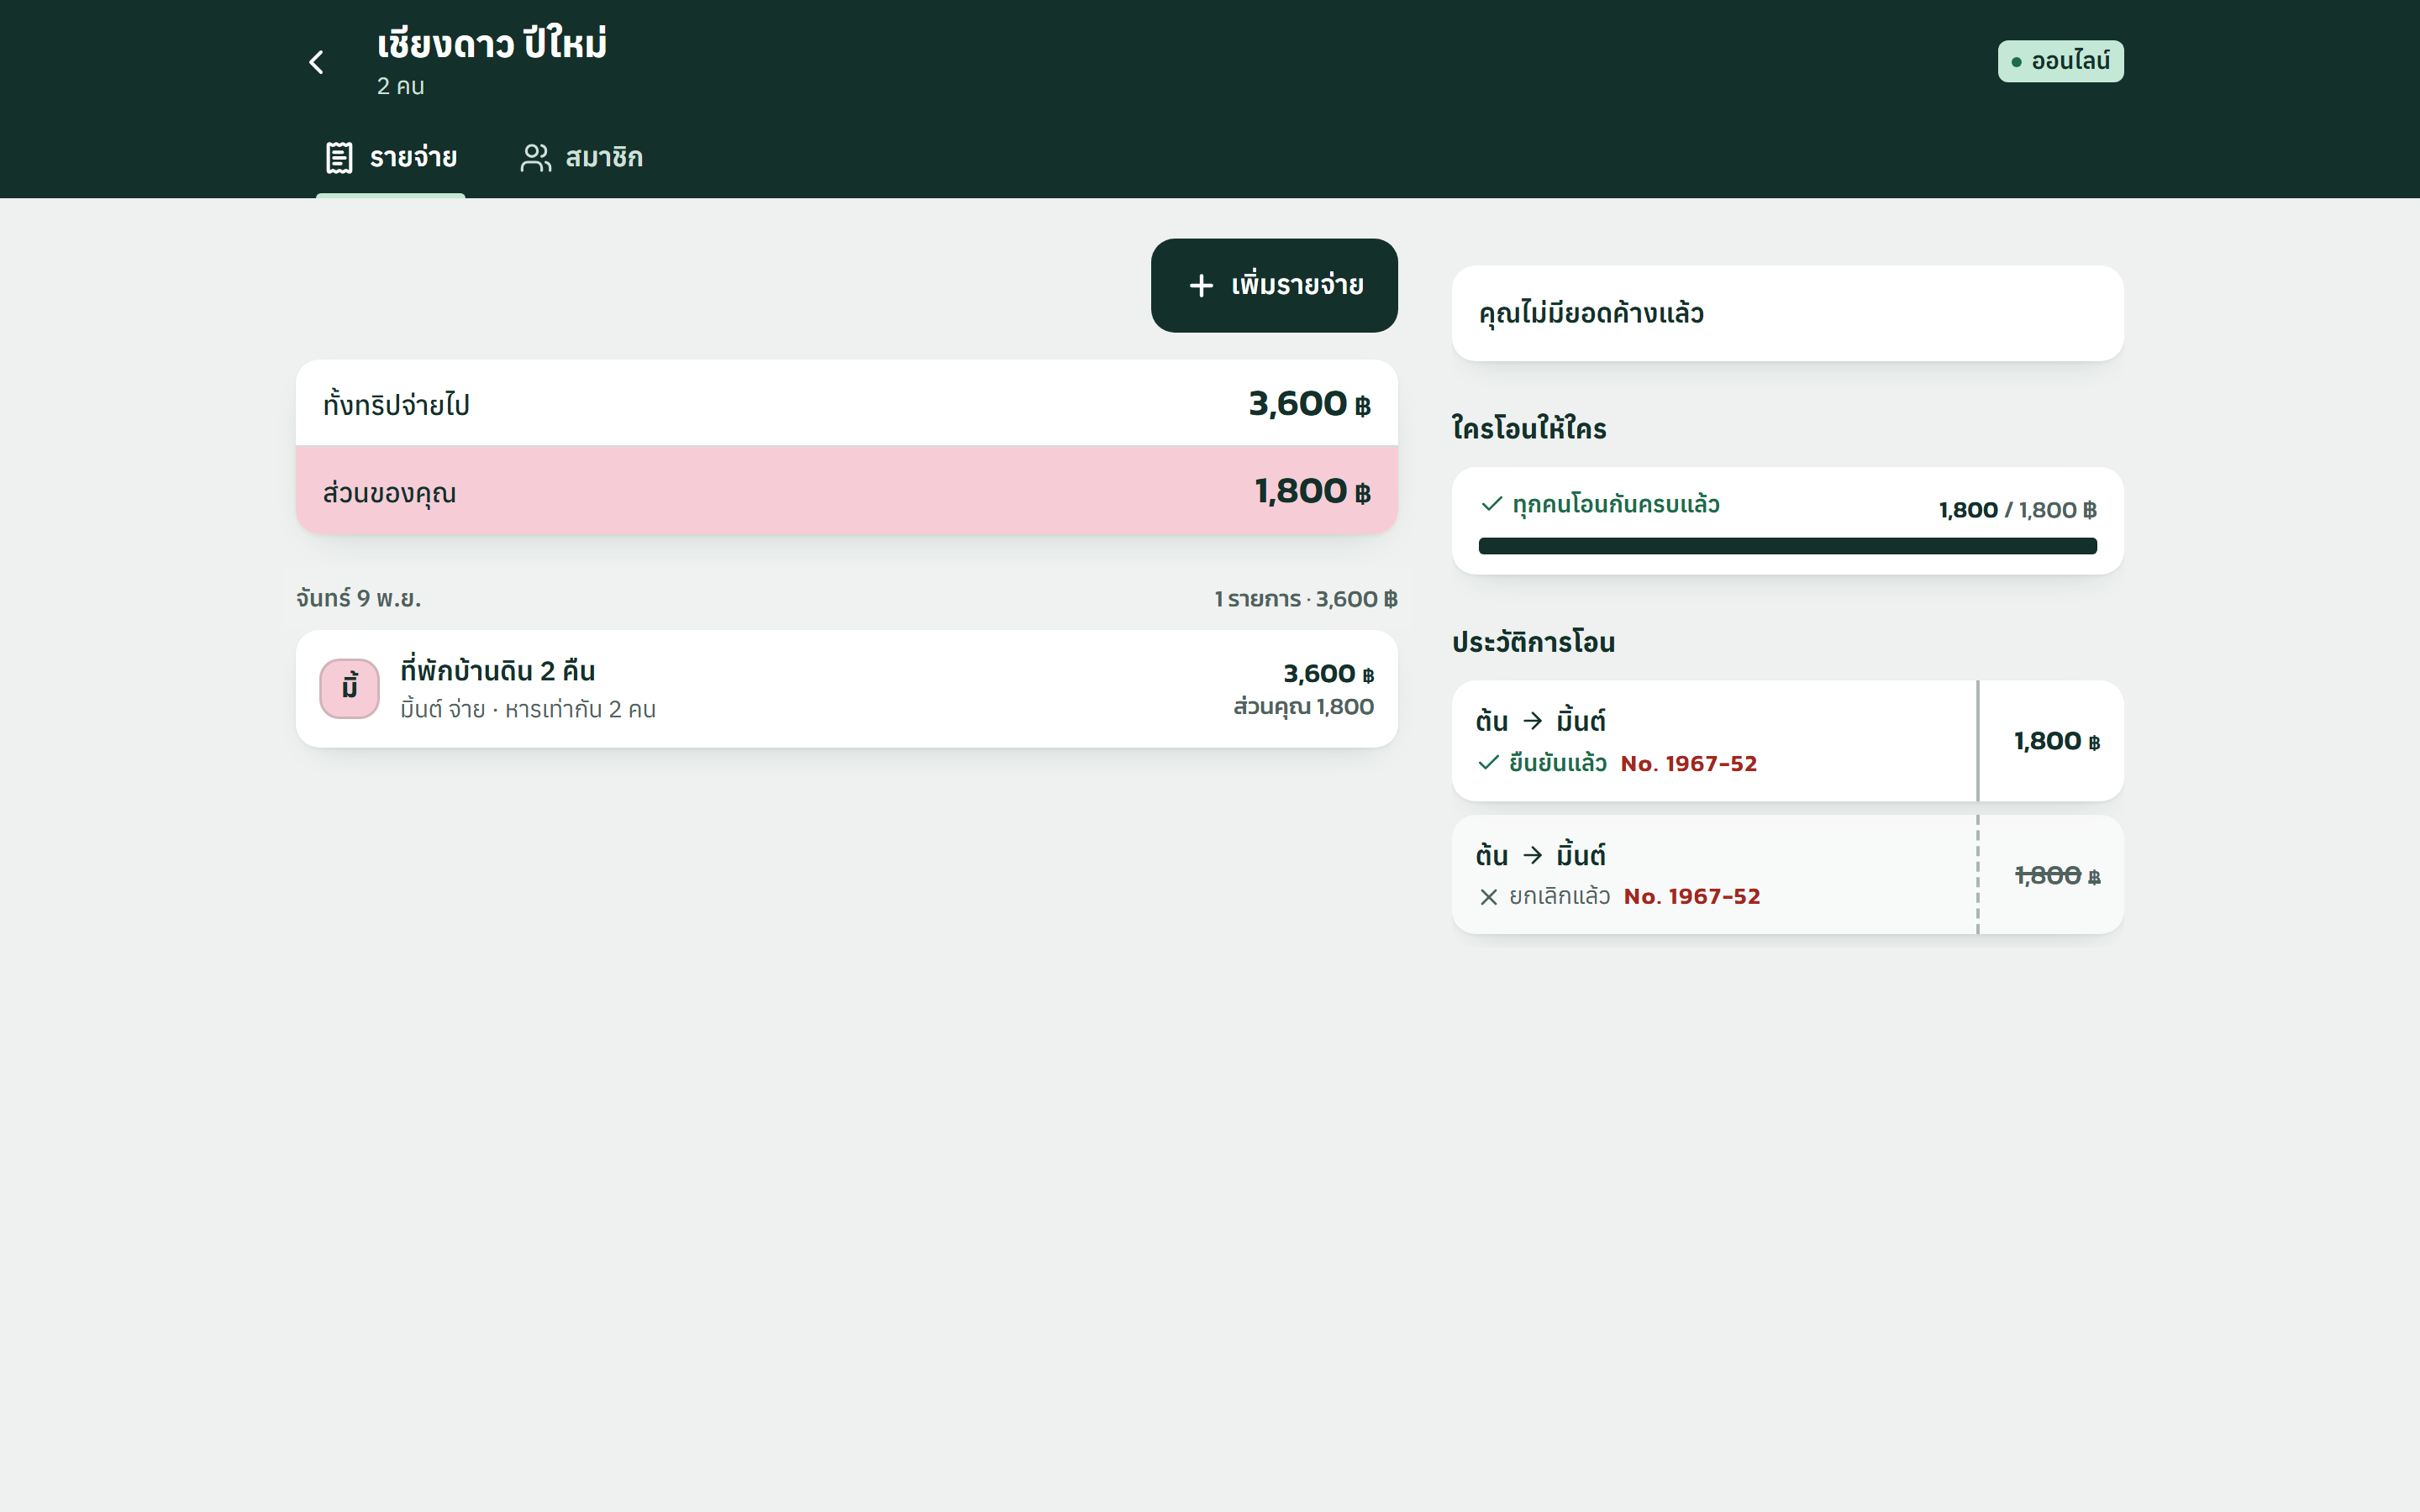 เชียงดาว ปีใหม่
2 คน
ออนไลน์
รายจ่าย
สมาชิก
เพิ่มรายจ่าย
ทั้งทริปจ่ายไป
3,600 ฿
ส่วนของคุณ
1,800 ฿
จันทร์ 9 พ.ย.
1 รายการ · 3,600 ฿
มิ้
ที่พักบ้านดิน 2 คืน
3,600 ฿
มิ้นต์ จ่าย · หารเท่ากัน 2 คน
ส่วนคุณ 1,800
คุณไม่มียอดค้างแล้ว
ใครโอนให้ใคร
ทุกคนโอนกันครบแล้ว
1,800 / 1,800 ฿
ประวัติการโอน
ต้น → มิ้นต์
ยืนยันแล้ว No. 1967-52
1,800 ฿
ต้น → มิ้นต์
ยกเลิกแล้ว No. 1967-52
1,800 ฿